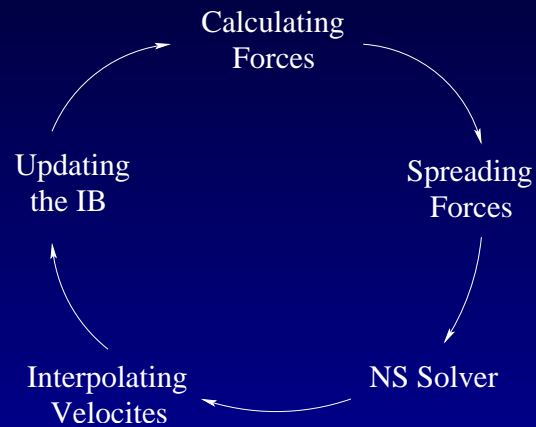 Calculating
Forces
Spreading
Forces
NS Solver
Interpolating
Velocites
Updating
the IB